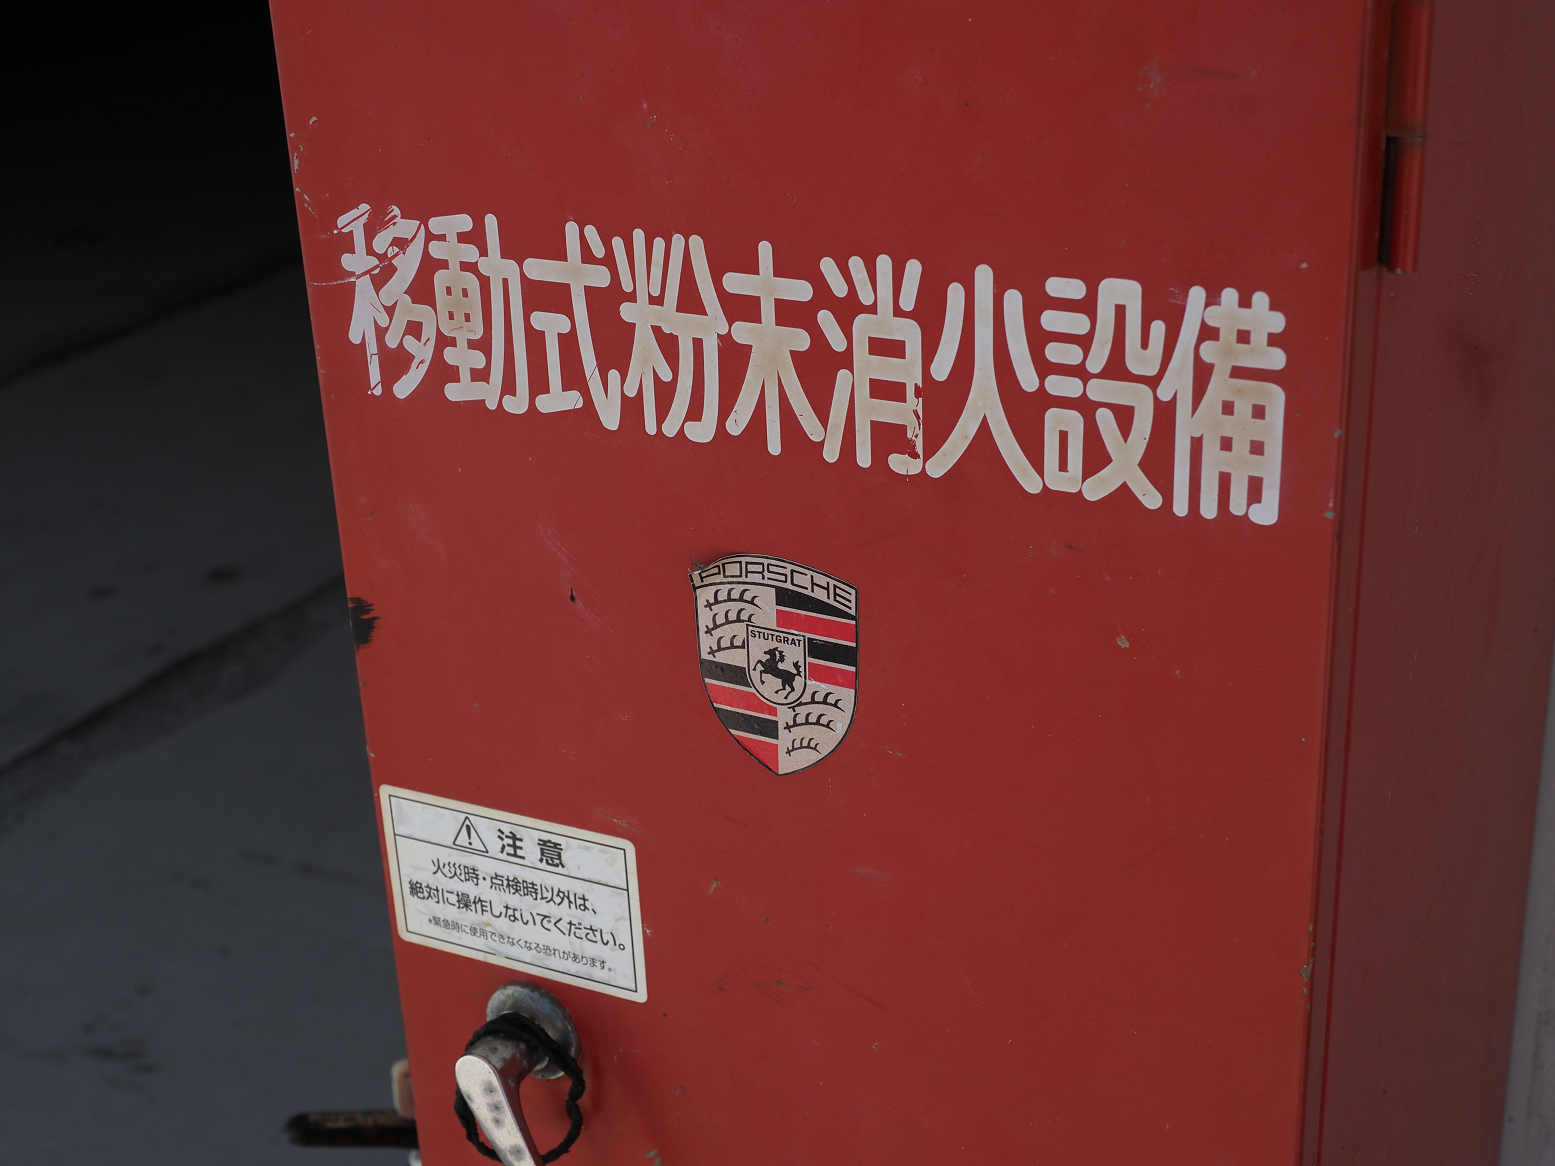 移動式粉末消火設備
PORSCHE
STUTGRAT
注意
火災時・点検時以外は、
絶対に操作しないでください。
*緊急時に使用できなくなる恐れがあります。